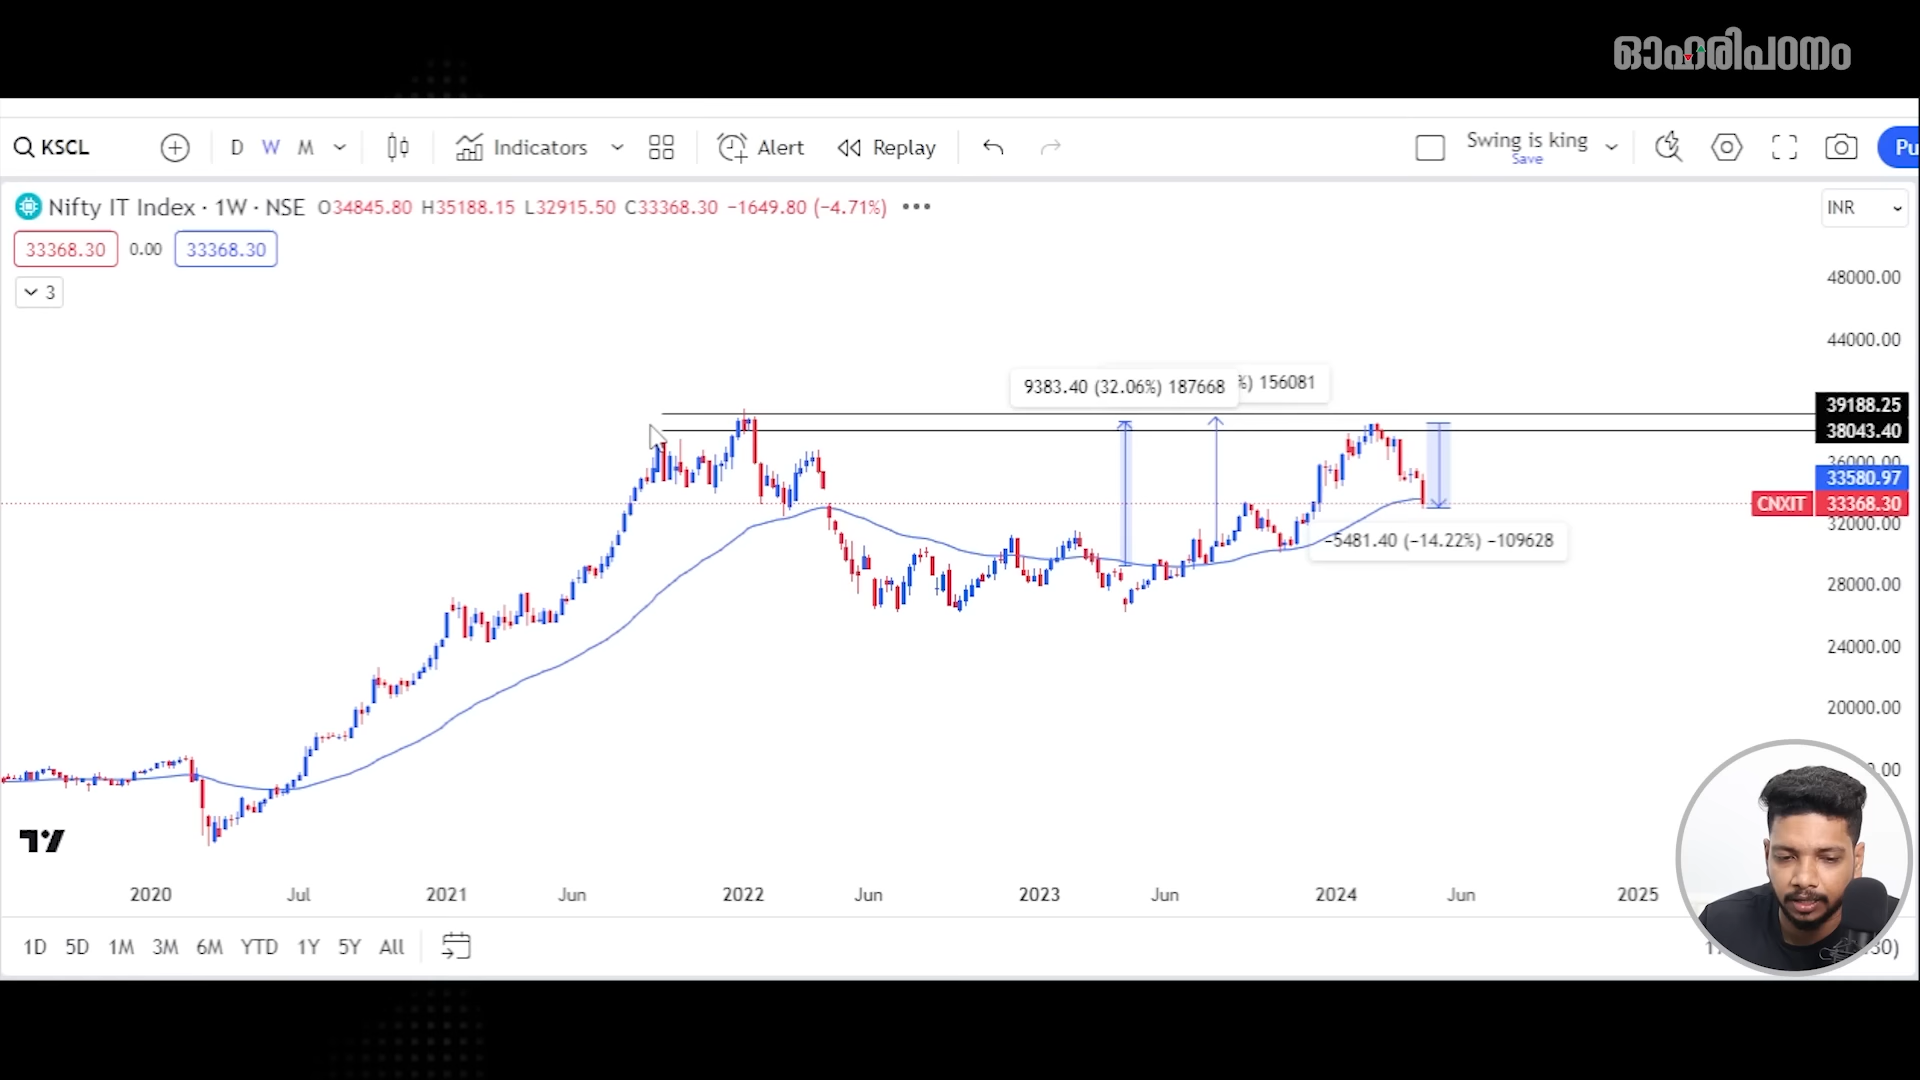 ഓഹരിപഠനം
KSCL
D W M
Indicators
Alert
Replay
Swing is king
Save
Pu
Nifty IT Index · 1W · NSE O34845.80 H35188.15 L32915.50 C33368.30 −1649.80 (−4.71%)
INR
33368.30 0.00 33368.30
3
48000.00
44000.00
9383.40 (32.06%) 187668
%) 156081
39188.25
38043.40
36000.00
33580.97
CNXIT 33368.30
32000.00
−5481.40 (−14.22%) −109628
28000.00
24000.00
20000.00
.00
2020 Jul 2021 Jun 2022 Jun 2023 Jun 2024 Jun 2025
1D 5D 1M 3M 6M YTD 1Y 5Y All